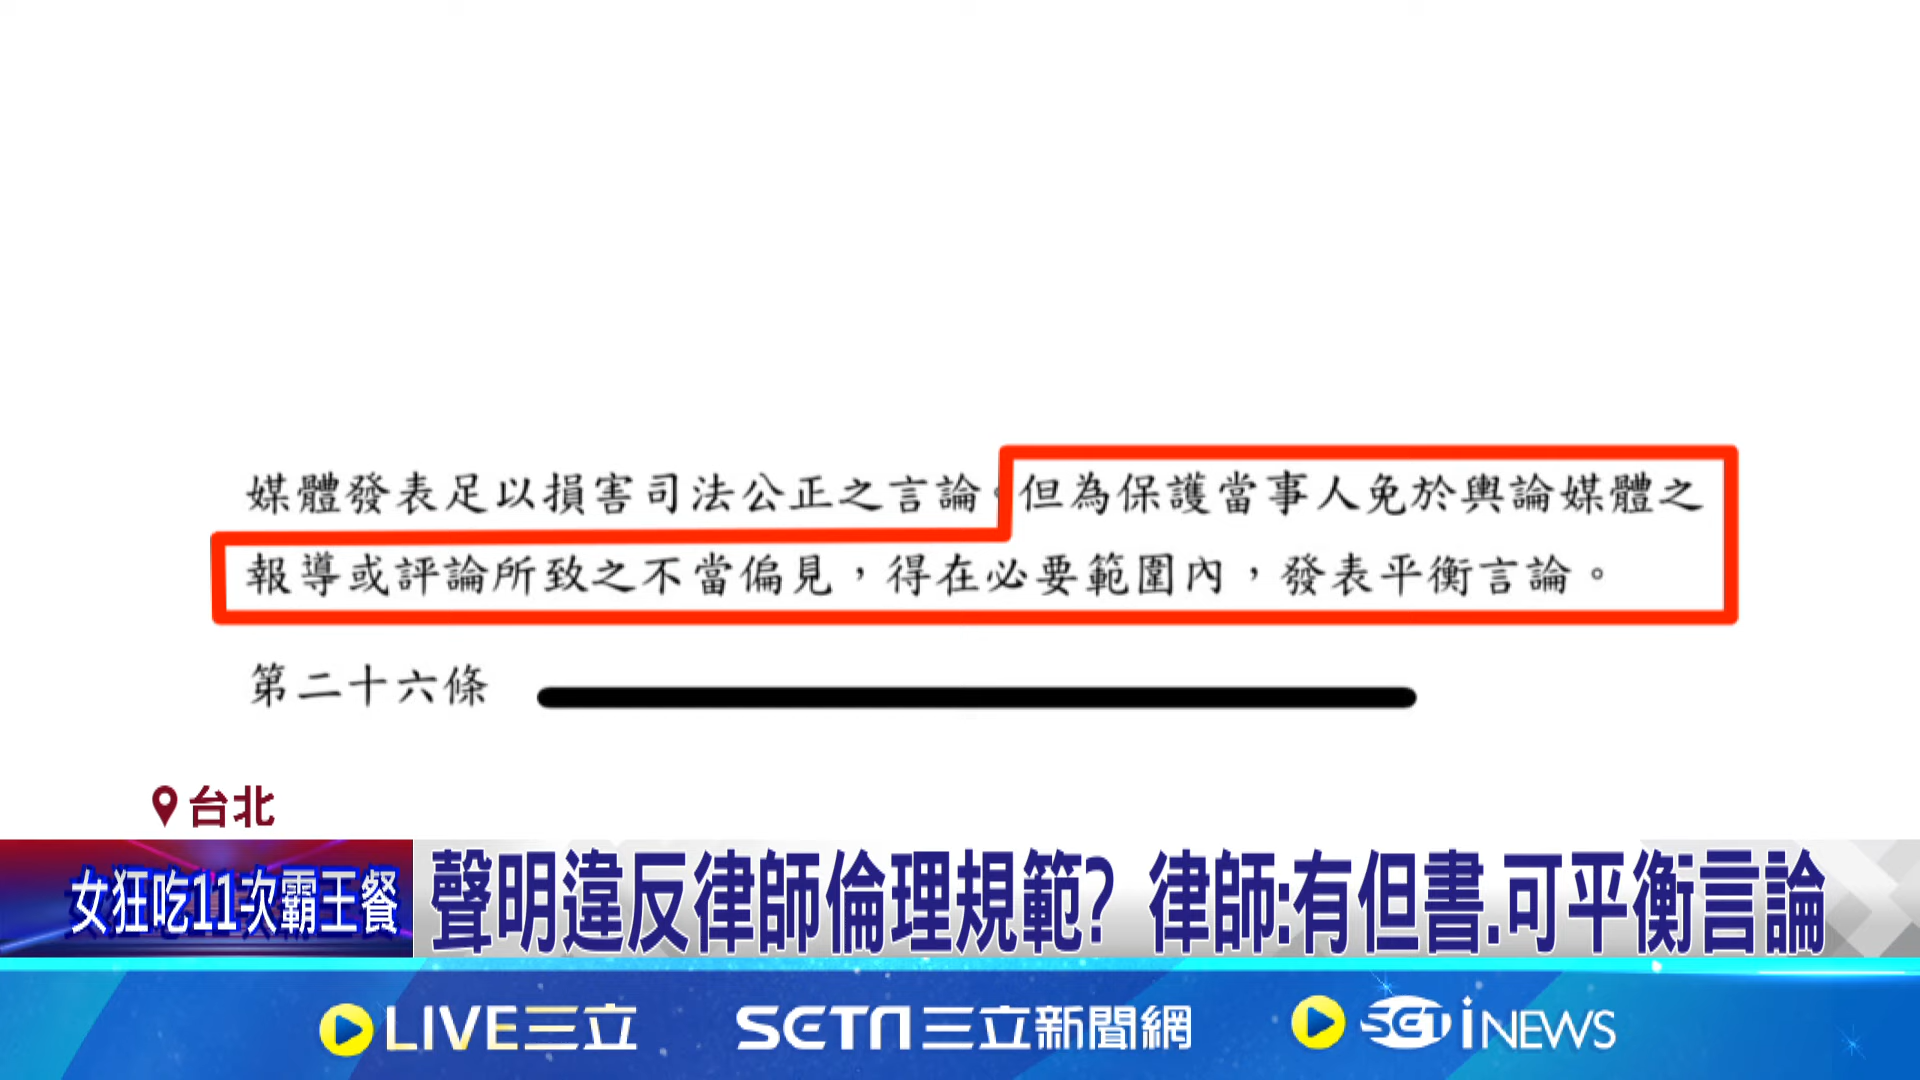 媒體發表足以損害司法公正之言論。但為保護當事人免於輿論媒體之
報導或評論所致之不當偏見，得在必要範圍內，發表平衡言論。
第二十六條
台北
女狂吃11次霸王餐
聲明違反律師倫理規範? 律師:有但書.可平衡言論
LIVE三立
SETN三立新聞網
SETiNEWS